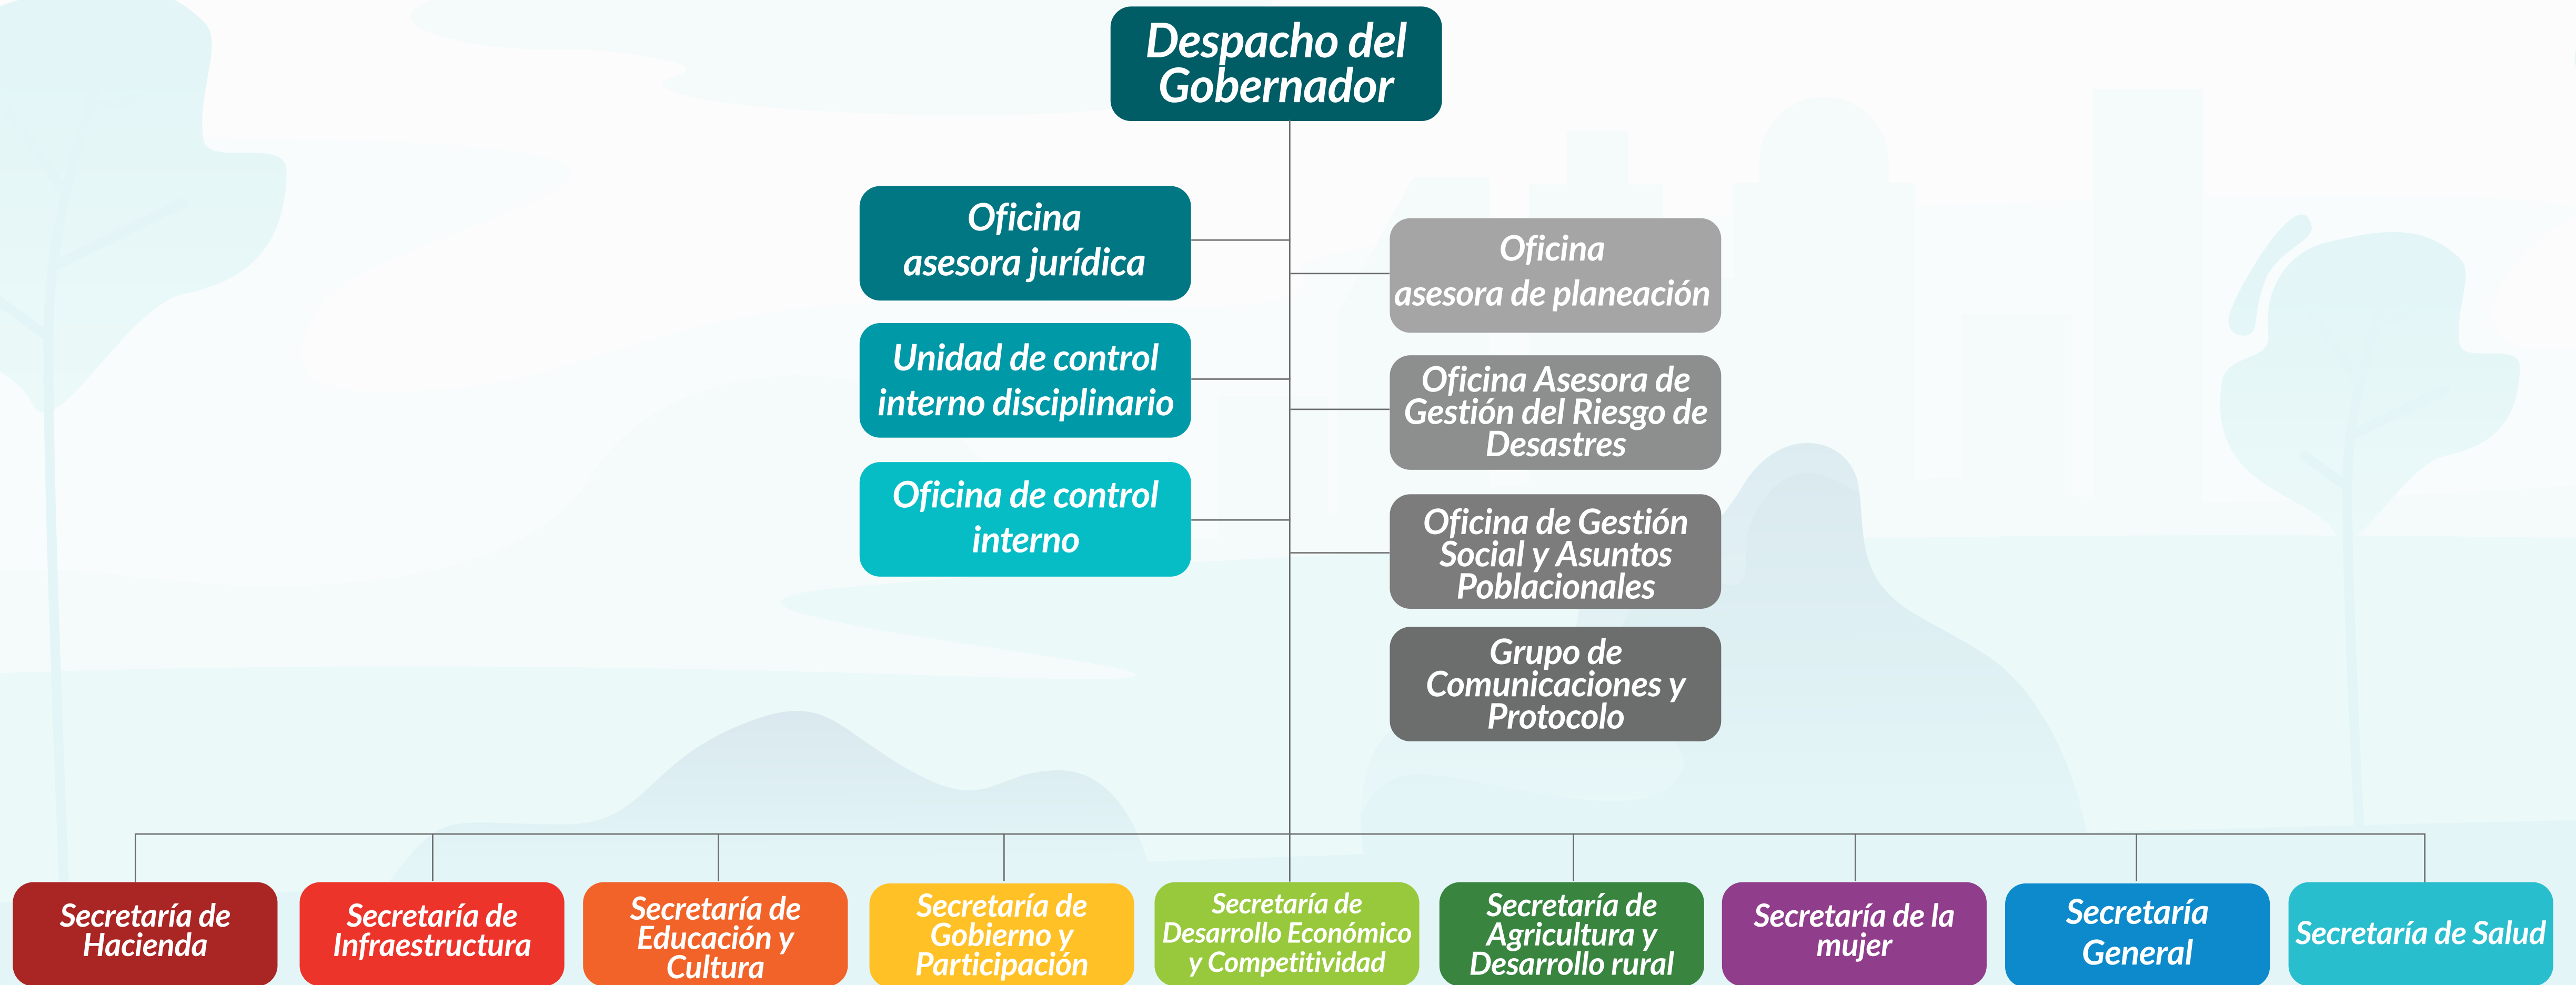 Despacho del
Gobernador
Oficina
asesora jurídica
Unidad de control
interno disciplinario
Oficina de control
interno
Oficina
asesora de planeación
Oficina Asesora de
Gestión del Riesgo de
Desastres
Oficina de Gestión
Social y Asuntos
Poblacionales
Grupo de
Comunicaciones y
Protocolo
Secretaría de
Hacienda
Secretaría de
Infraestructura
Secretaría de
Educación y
Cultura
Secretaría de
Gobierno y
Participación
Secretaría de
Desarrollo Económico
y Competitividad
Secretaría de
Agricultura y
Desarrollo rural
Secretaría de la
mujer
Secretaría
General
Secretaría de Salud